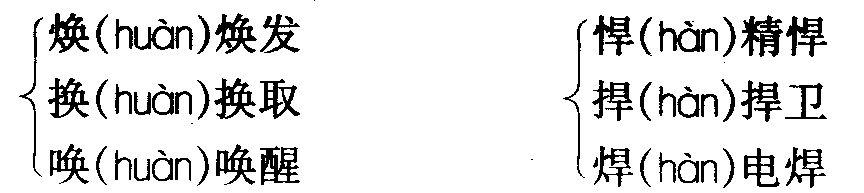 焕(huàn)焕发
换(huàn)换取
唤(huàn)唤醒
悍(hàn)精悍
捍(hàn)捍卫
焊(hàn)电焊